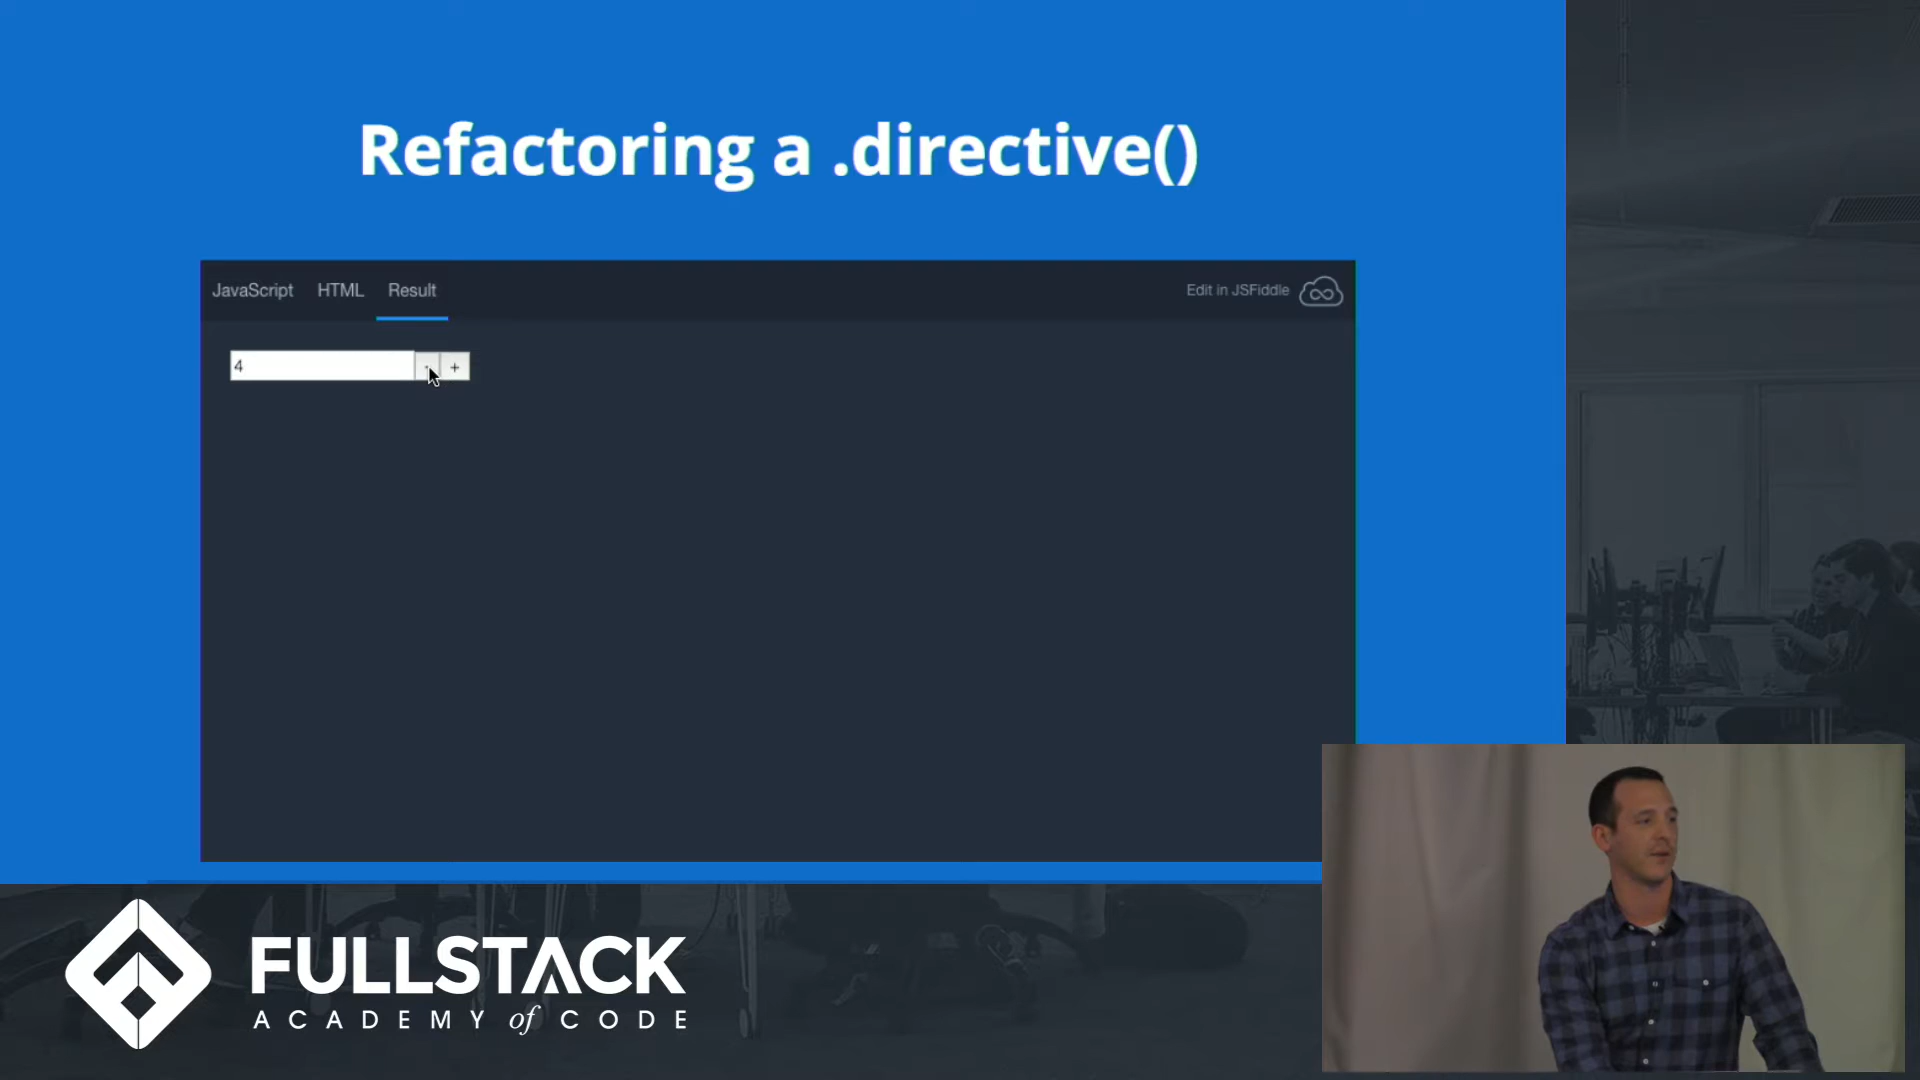 Refactoring a .directive()
JavaScript HTML Result Edit in JSFiddle
4 - +
FULLSTACK
ACADEMY of CODE